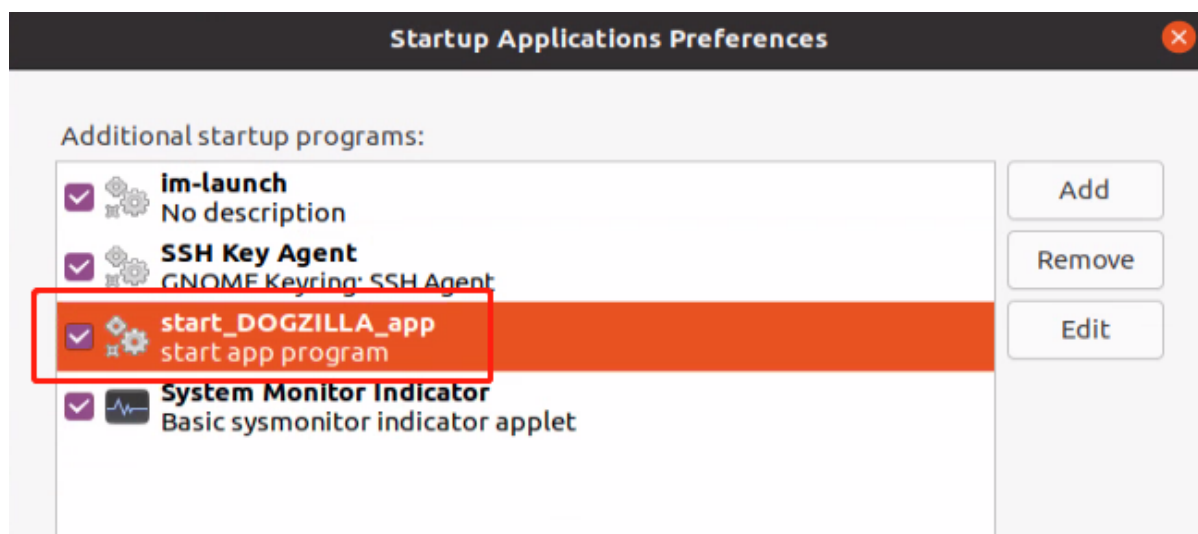 Startup Applications Preferences
Additional startup programs:
im-launch
No description
Add
SSH Key Agent
GNOME Keyring: SSH Agent
Remove
start_DOGZILLA_app
start app program
Edit
System Monitor Indicator
Basic sysmonitor indicator applet